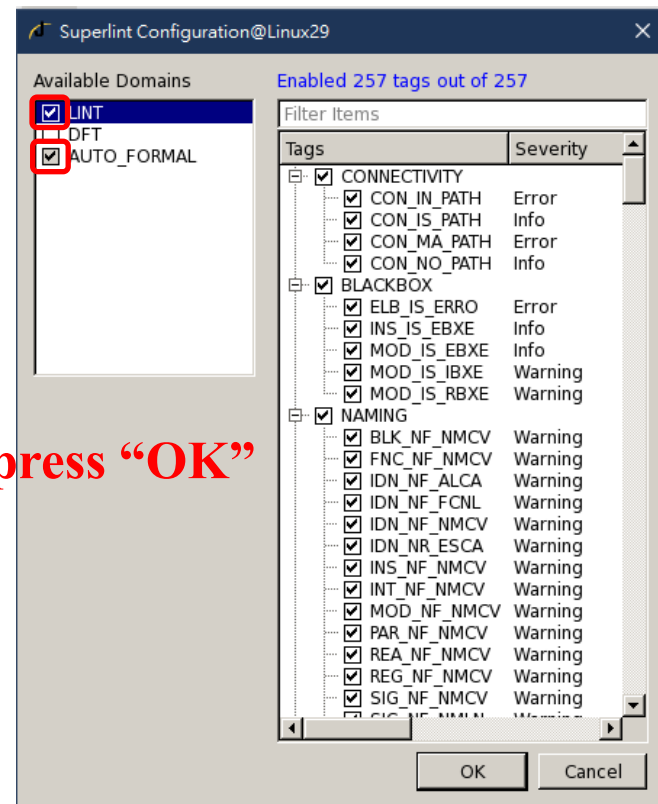 Superlint Configuration@Linux29
Available Domains
LINT
DFT
AUTO_FORMAL
press “OK”
Enabled 257 tags out of 257
Filter Items
Tags Severity
CONNECTIVITY
CON_IN_PATH Error
CON_IS_PATH Info
CON_MA_PATH Error
CON_NO_PATH Info
BLACKBOX
ELB_IS_ERRO Error
INS_IS_EBXE Info
MOD_IS_EBXE Info
MOD_IS_IBXE Warning
MOD_IS_RBXE Warning
NAMING
BLK_NF_NMCV Warning
FNC_NF_NMCV Warning
IDN_NF_ALCA Warning
IDN_NF_FCNL Warning
IDN_NF_NMCV Warning
IDN_NR_ESCA Warning
INS_NF_NMCV Warning
INT_NF_NMCV Warning
MOD_NF_NMCV Warning
PAR_NF_NMCV Warning
REA_NF_NMCV Warning
REG_NF_NMCV Warning
SIG_NF_NMCV Warning
OK Cancel